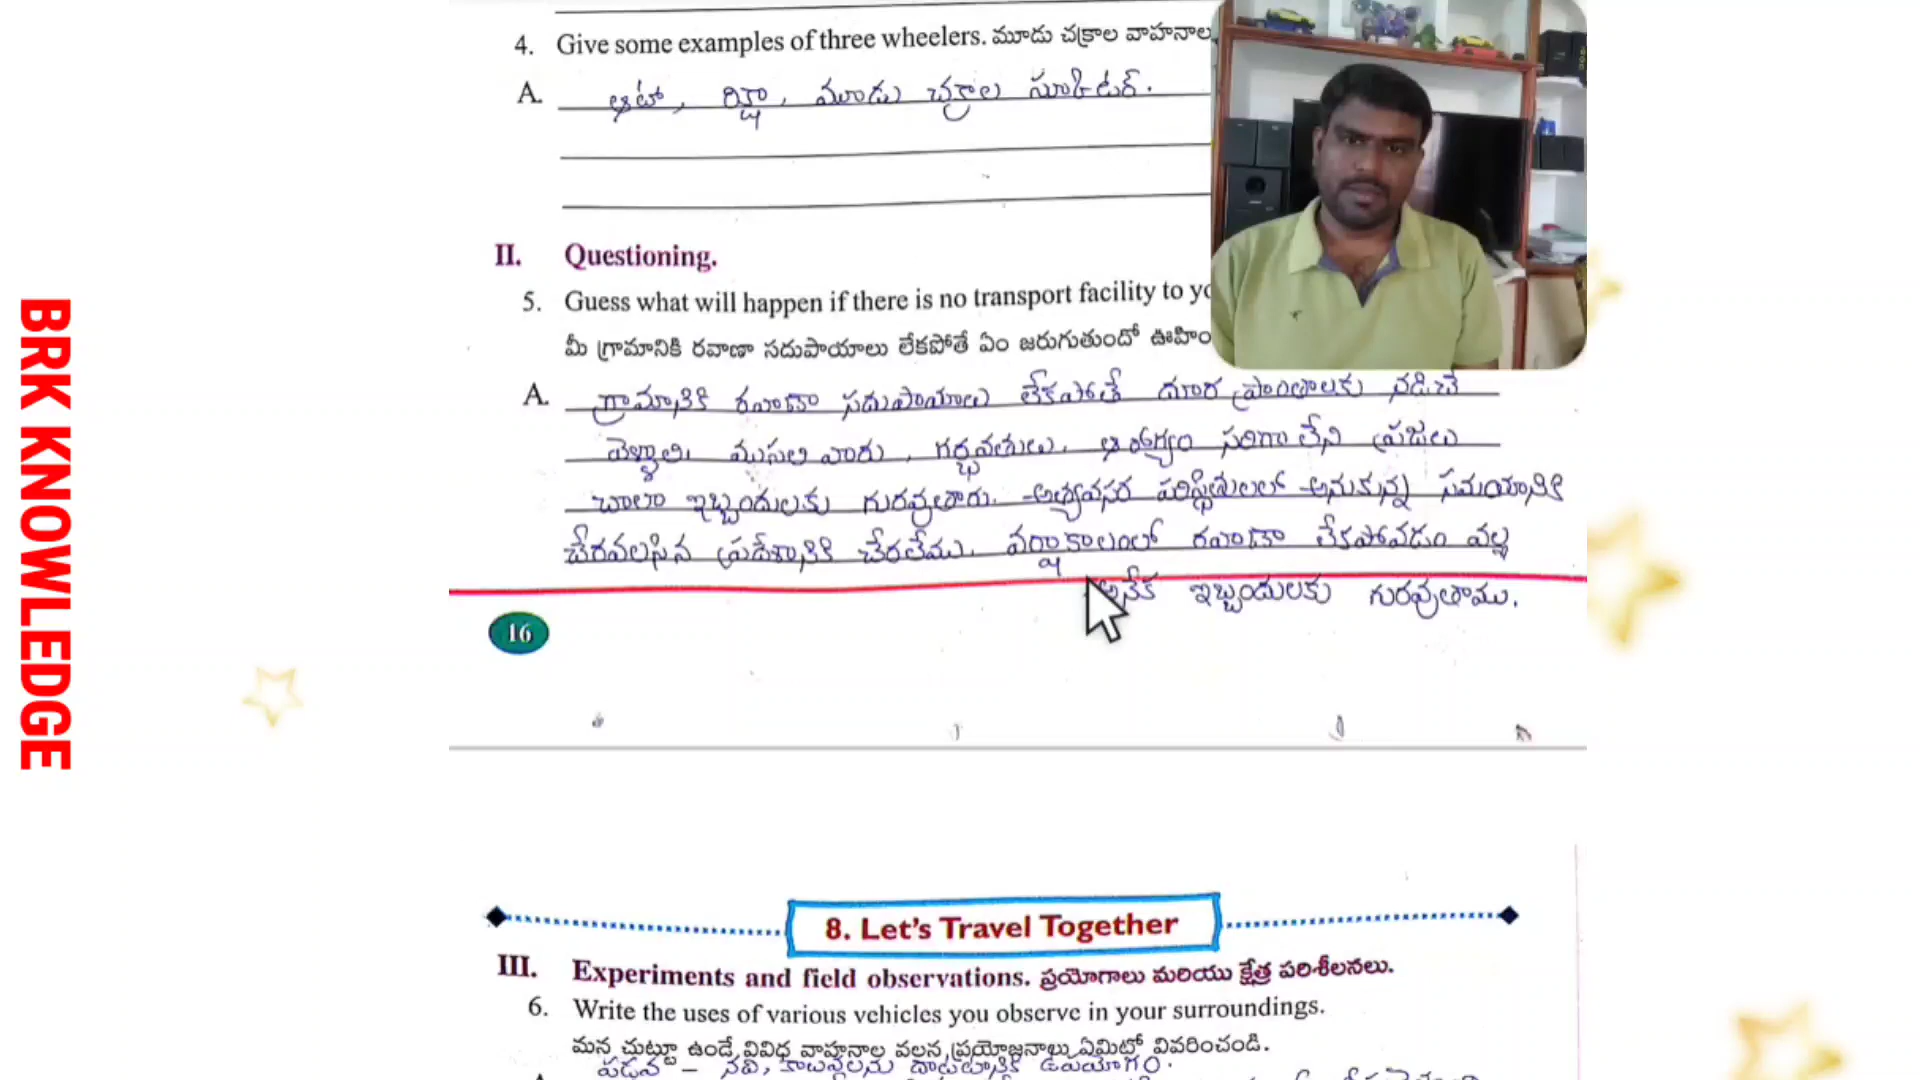 4. Give some examples of three wheelers. మూడు చక్రాల వాహనాల
A. ఆటో, రిక్షా, మూడు చక్రాల స్కూటర్.
II. Questioning.
5. Guess what will happen if there is no transport facility to yo
మీ గ్రామానికి రవాణా సదుపాయాలు లేకపోతే ఏం జరుగుతుందో ఊహిం
A. గ్రామానికి రవాణా సదుపాయాలు లేకపోతే దూర ప్రాంతాలకు నడిచే
వెళ్ళాలి. ముసలి వారు, గర్భవతులు, ఆరోగ్యం సరిగా లేని ప్రజలు
చాలా ఇబ్బందులకు గురవుతారు. అత్యవసర పరిస్థితులలో అనుకున్న సమయానికి
చేరవలసిన ప్రదేశానికి చేరలేము. వర్షాకాలంలో రవాణా లేకపోవడం వల్ల
అనేక ఇబ్బందులకు గురవుతాము.
16
BRK KNOWLEDGE
8. Let's Travel Together
III. Experiments and field observations. ప్రయోగాలు మరియు క్షేత్ర పరిశీలనలు.
6. Write the uses of various vehicles you observe in your surroundings.
మన చుట్టూ ఉండే వివిధ వాహనాల వలన ప్రయోజనాలు ఏమిటో వివరించండి.
పడవ – నది, కాలువలను దాటటానికి ఉపయోగం.